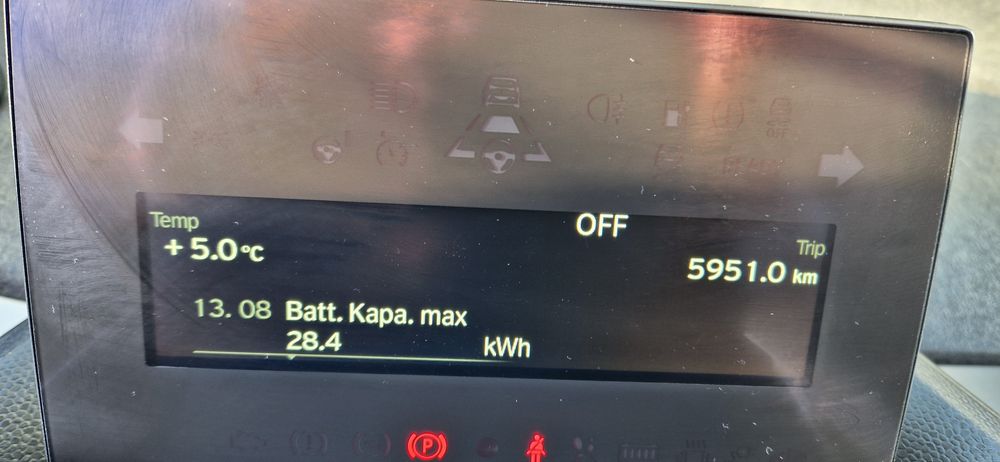 Temp
OFF
+ 5.0 °C
Trip
5951.0 km
13. 08 Batt. Kapa. max
28.4 kWh
P